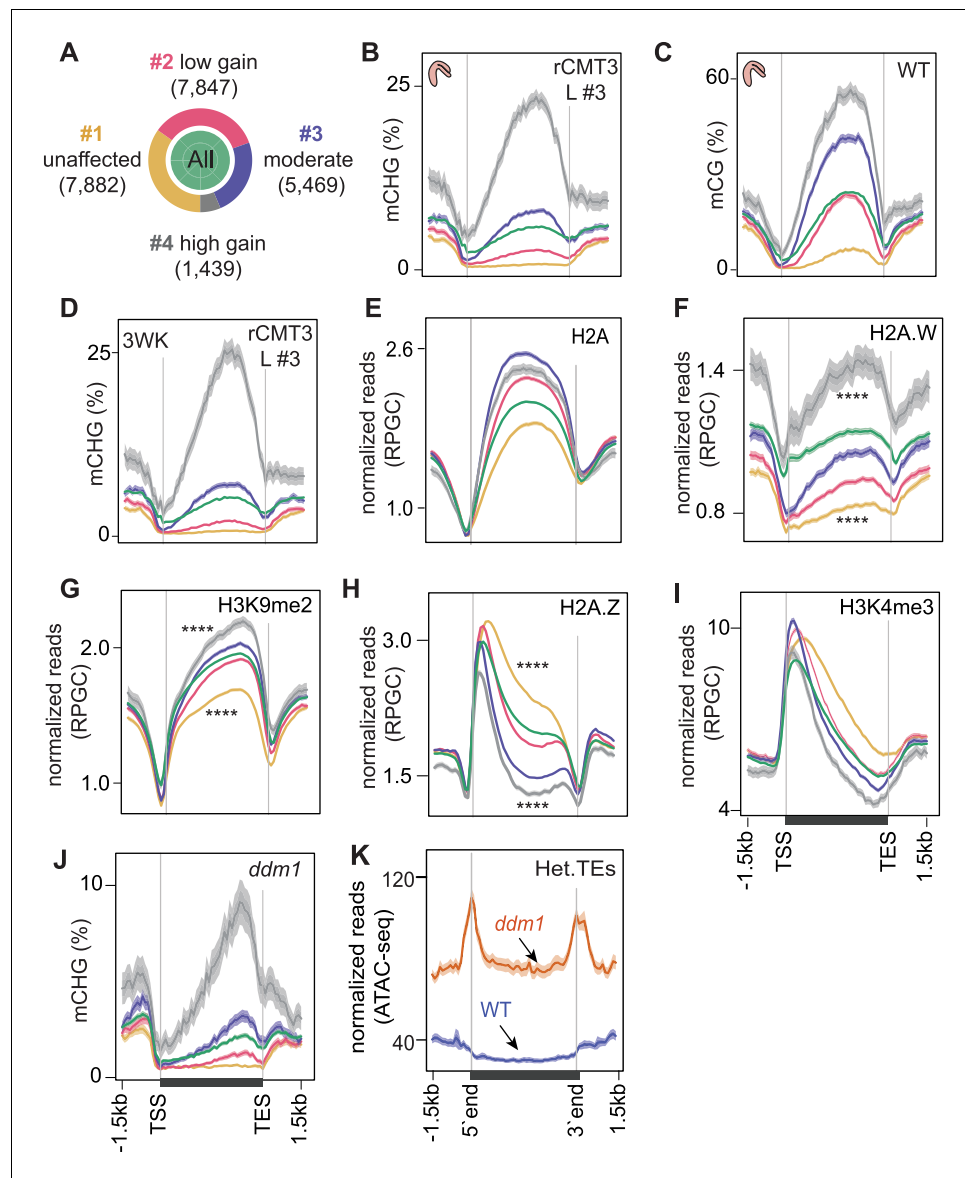 A
#2 low gain
(7,847)
#1
unaffected
(7,882)
All
#3
moderate
(5,469)
#4 high gain
(1,439)
B
rCMT3
L #3
mCHG (%)
25
0
C
WT
mCG (%)
60
0
D
3WK
rCMT3
L #3
mCHG (%)
25
0
E
H2A
normalized reads
(RPGC)
2.6
1.0
F
H2A.W
normalized reads
(RPGC)
1.4
0.8
****
****
G
H3K9me2
normalized reads
(RPGC)
2.0
1.0
****
****
H
H2A.Z
normalized reads
(RPGC)
3.0
1.5
****
****
I
H3K4me3
normalized reads
(RPGC)
10
4
-1.5kb
TSS
TES
1.5kb
J
ddm1
mCHG (%)
10
0
-1.5kb
TSS
TES
1.5kb
K
Het.TEs
normalized reads
(ATAC-seq)
120
40
ddm1
WT
-1.5kb
5`end
3`end
1.5kb